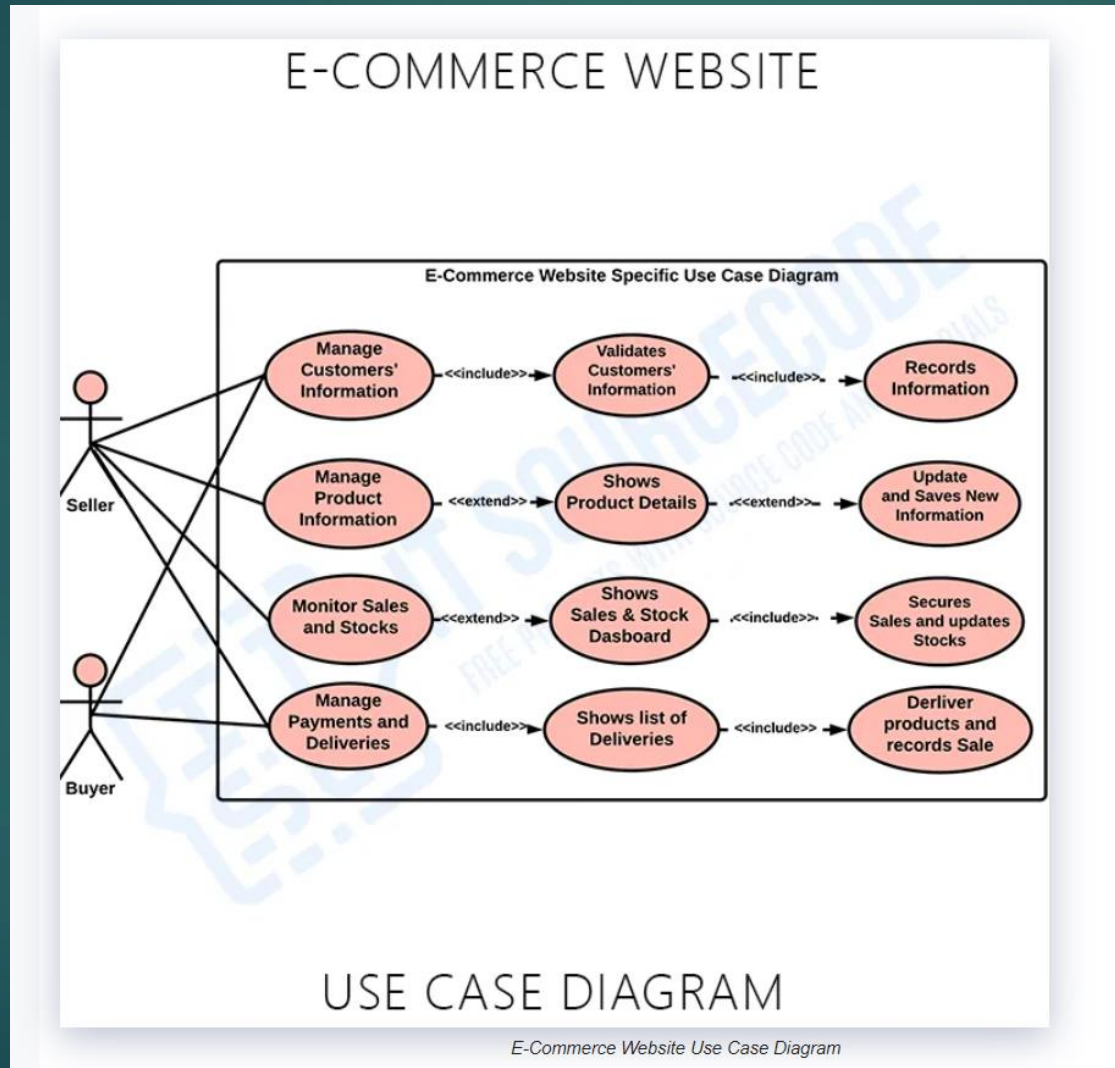 E-COMMERCE WEBSITE
E-Commerce Website Specific Use Case Diagram
Manage
Customers'
Information
<<include>>
Validates
Customers'
Information
<<include>>
Records
Information
Seller
Manage
Product
Information
<<extend>>
Shows
Product Details
<<extend>>
Update
and Saves New
Information
Monitor Sales
and Stocks
<<extend>>
Shows
Sales & Stock
Dasboard
<<include>>
Secures
Sales and updates
Stocks
Buyer
Manage
Payments and
Deliveries
<<include>>
Shows list of
Deliveries
<<include>>
Derliver
products and
records Sale
IT SOURCECODE
USE CASE DIAGRAM
E-Commerce Website Use Case Diagram